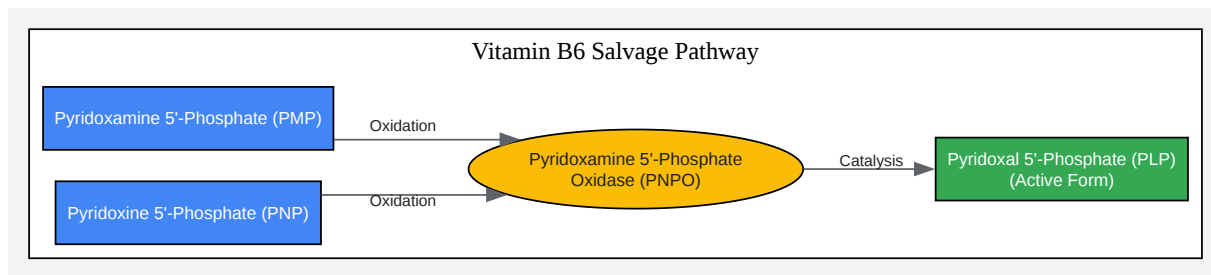 Vitamin B6 Salvage Pathway
Pyridoxamine 5'-Phosphate (PMP)
Oxidation
Pyridoxine 5'-Phosphate (PNP)
Oxidation
Pyridoxamine 5'-Phosphate
Oxidase (PNPO)
Catalysis
Pyridoxal 5'-Phosphate (PLP)
(Active Form)